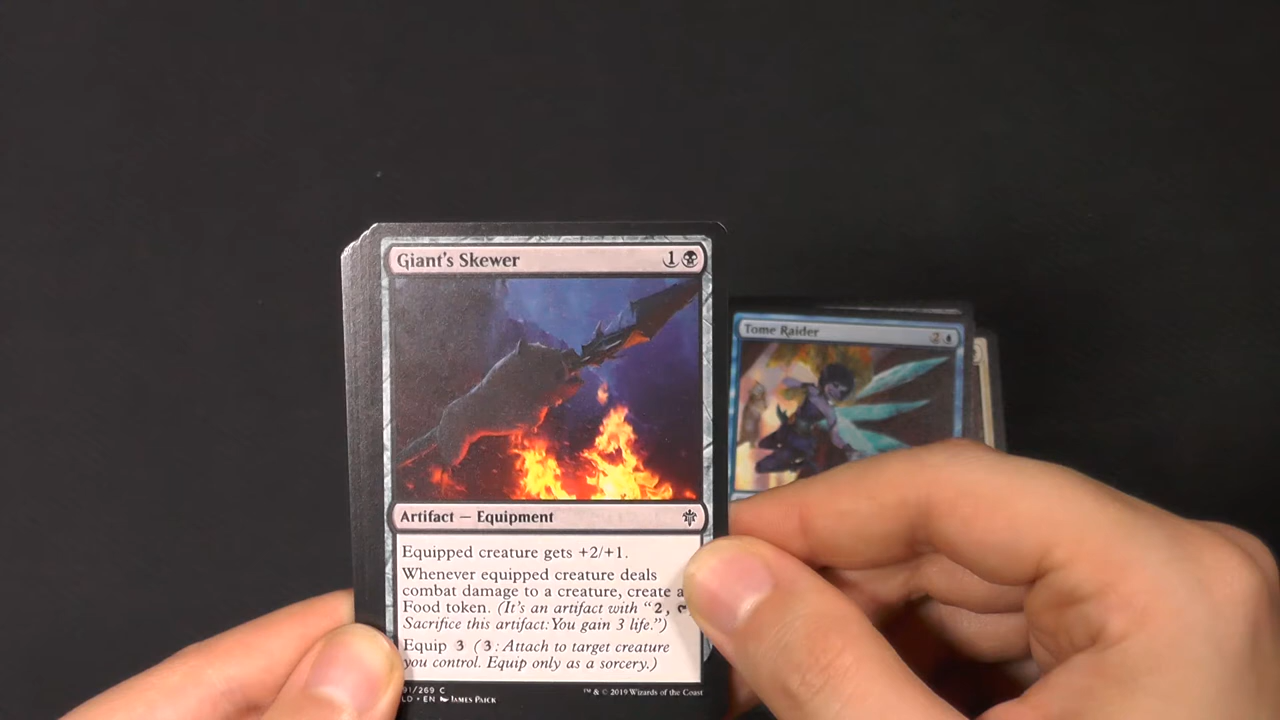 Giant's Skewer 1
Tome Raider 2
Artifact — Equipment
Equipped creature gets +2/+1.
Whenever equipped creature deals
combat damage to a creature, create a
Food token. (It's an artifact with “2,
Sacrifice this artifact: You gain 3 life.”)
Equip 3 (3: Attach to target creature
you control. Equip only as a sorcery.)
91/269 C
LD • EN James Paick
™ & © 2019 Wizards of the Coast